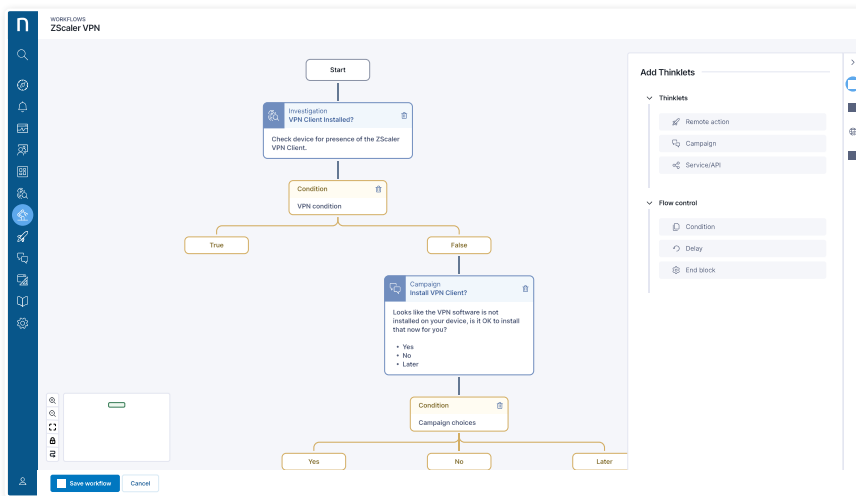 n
WORKFLOWS
ZScaler VPN
Start
Investigation
VPN Client Installed?
Check device for presence of the ZScaler
VPN Client.
Condition
VPN condition
True
False
Campaign
Install VPN Client?
Looks like the VPN software is not
installed on your device, is it OK to install
that now for you?
• Yes
• No
• Later
Condition
Campaign choices
Yes
No
Later
Add Thinklets
Thinklets
Remote action
Campaign
Service/API
Flow control
Condition
Delay
End block
Save workflow
Cancel